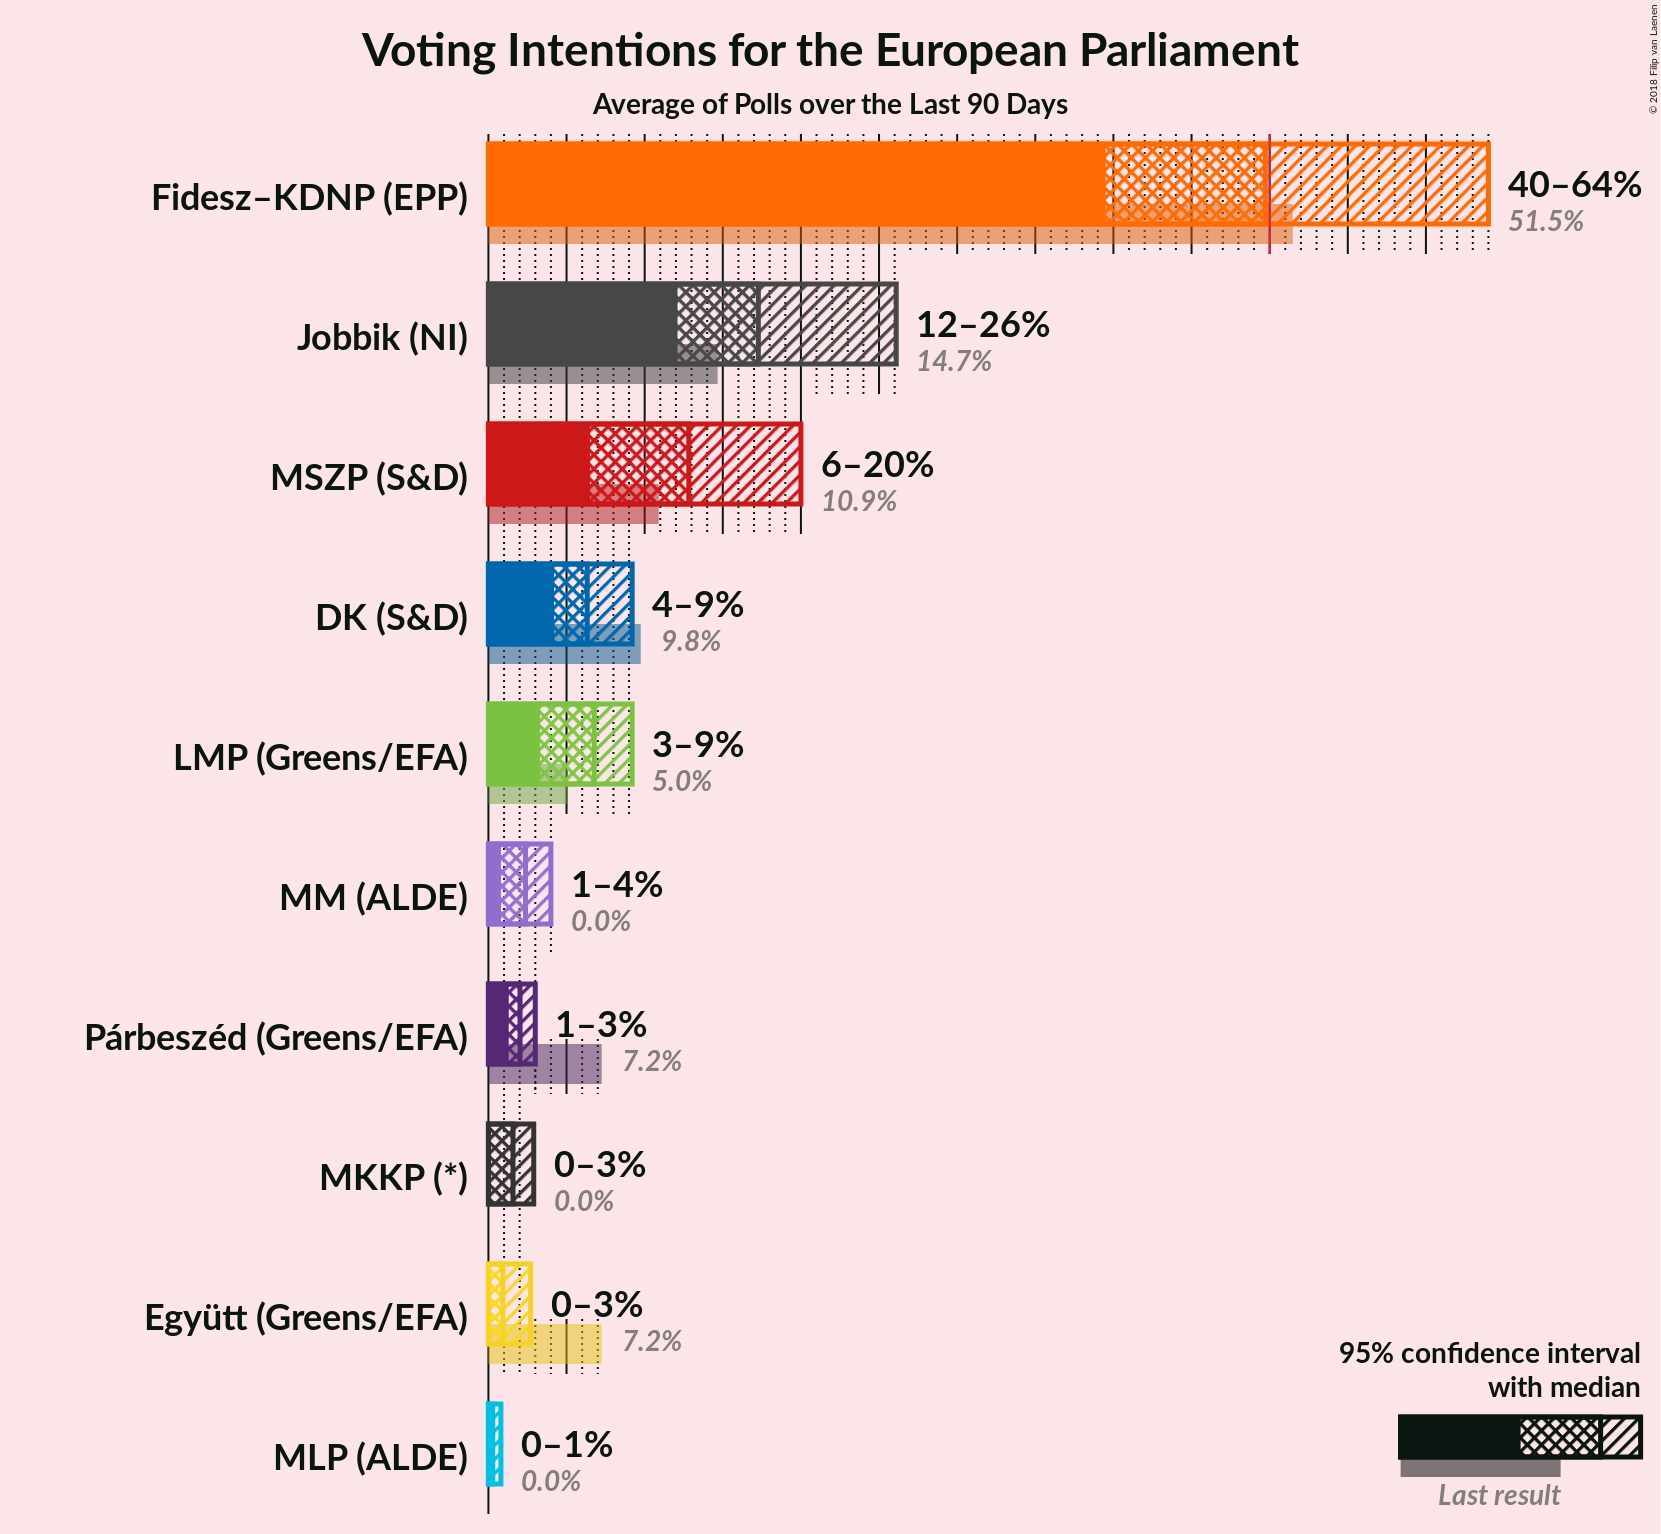 Voting Intentions for the European Parliament
Average of Polls over the Last 90 Days
© 2018 Filip van Laenen
Fidesz–KDNP (EPP)
40–64%
51.5%
Jobbik (NI)
12–26%
14.7%
MSZP (S&D)
6–20%
10.9%
DK (S&D)
4–9%
9.8%
LMP (Greens/EFA)
3–9%
5.0%
MM (ALDE)
1–4%
0.0%
Párbeszéd (Greens/EFA)
1–3%
7.2%
MKKP (*)
0–3%
0.0%
Együtt (Greens/EFA)
0–3%
7.2%
MLP (ALDE)
0–1%
0.0%
95% confidence interval
with median
Last result